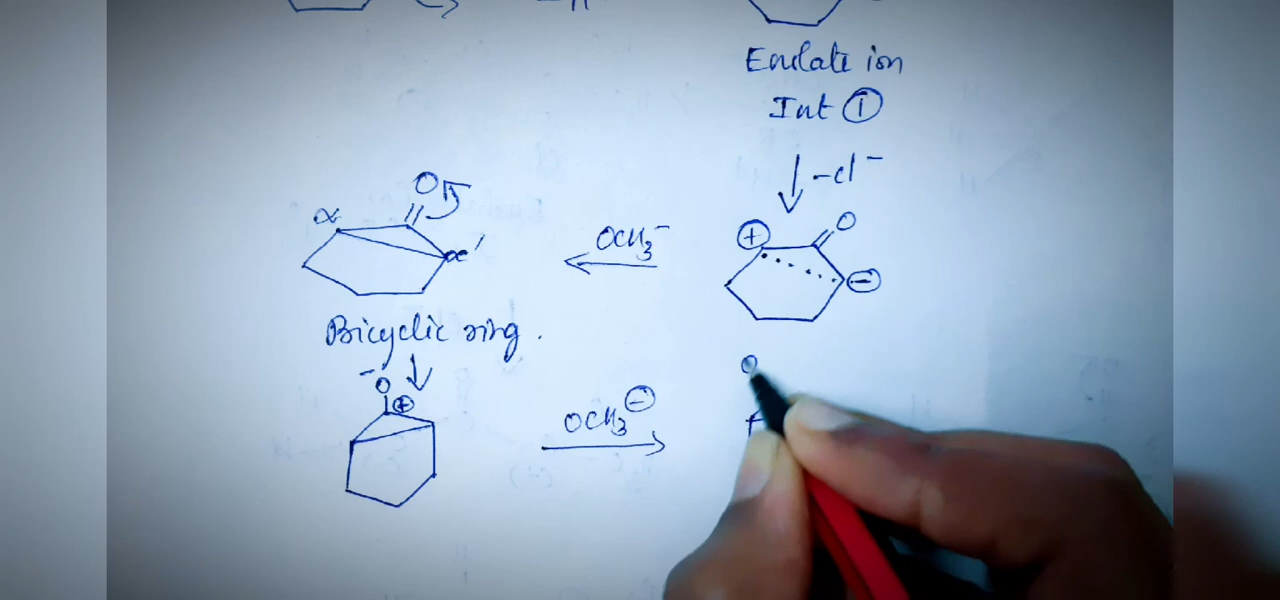 Enolate ion
Int ①
-cl⁻
O
α
α'
OCH₃⁻
⊕
O
⊖
Bicyclic ring.
⁻O
⊕
OCH₃⊖
O